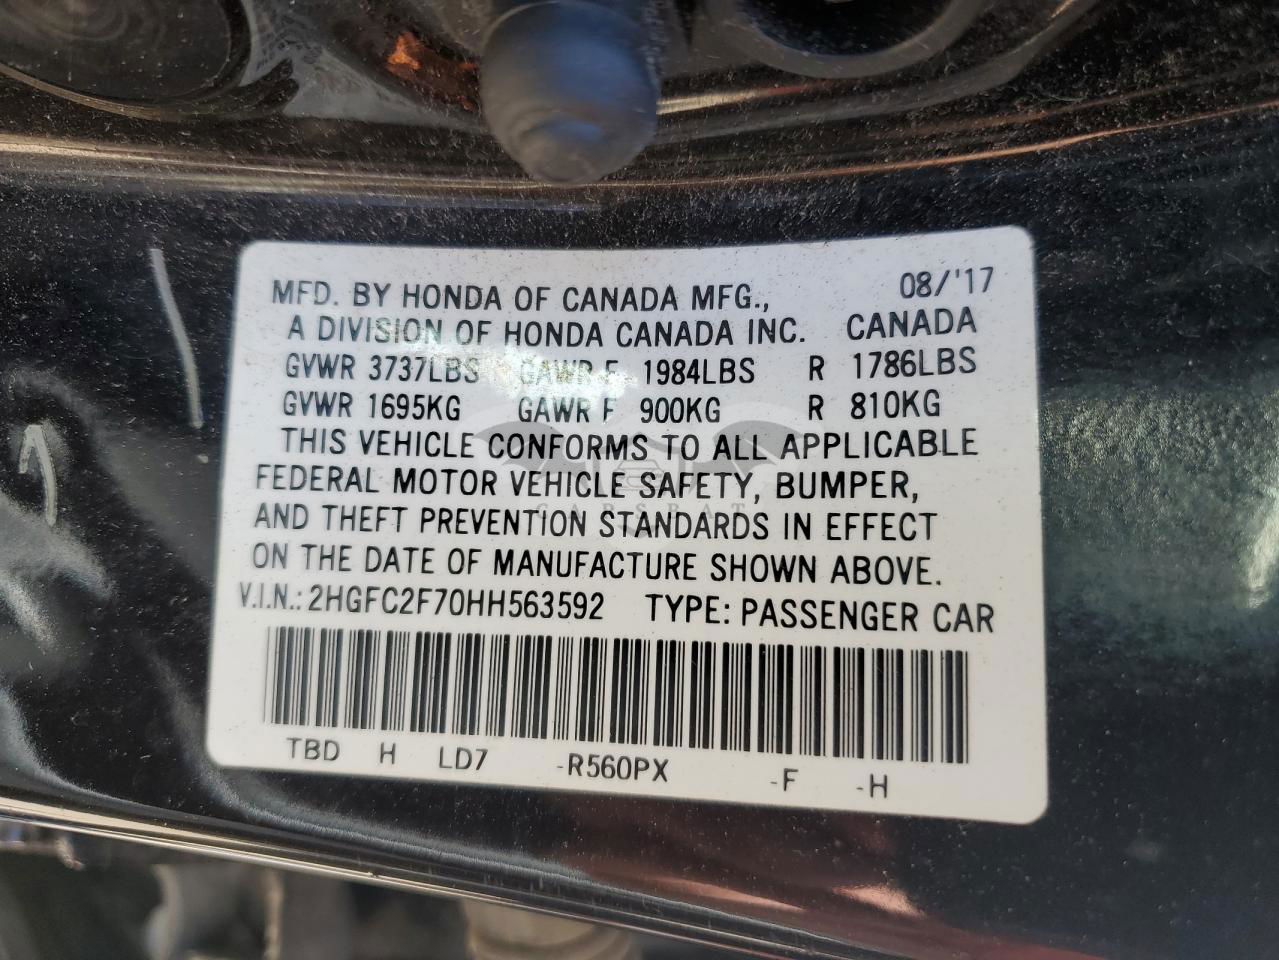 08/'17
MFD. BY HONDA OF CANADA MFG.,
A DIVISION OF HONDA CANADA INC. CANADA
GVWR 3737LBS GAWR F 1984LBS R 1786LBS
GVWR 1695KG GAWR F 900KG R 810KG
THIS VEHICLE CONFORMS TO ALL APPLICABLE
FEDERAL MOTOR VEHICLE SAFETY, BUMPER,
CARSBAT
AND THEFT PREVENTION STANDARDS IN EFFECT
ON THE DATE OF MANUFACTURE SHOWN ABOVE.
V.I.N.: 2HGFC2F70HH563592 TYPE: PASSENGER CAR
TBD H LD7 -R560PX -F -H